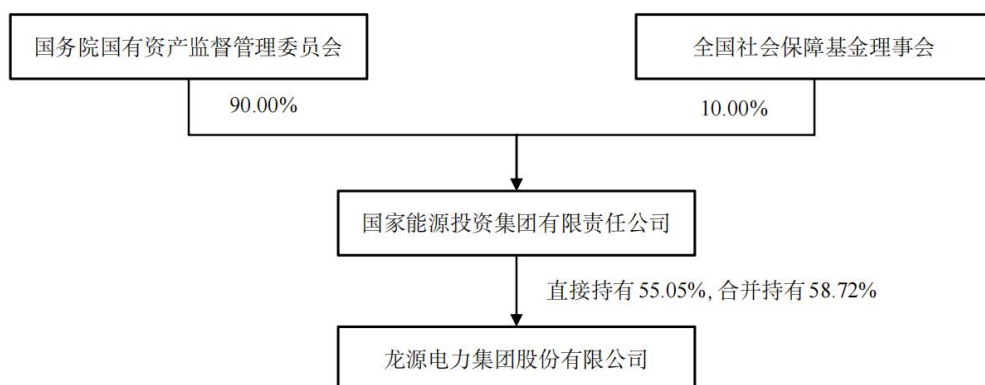 国务院国有资产监督管理委员会
全国社会保障基金理事会
90.00%
10.00%
国家能源投资集团有限责任公司
直接持有 55.05%, 合并持有 58.72%
龙源电力集团股份有限公司